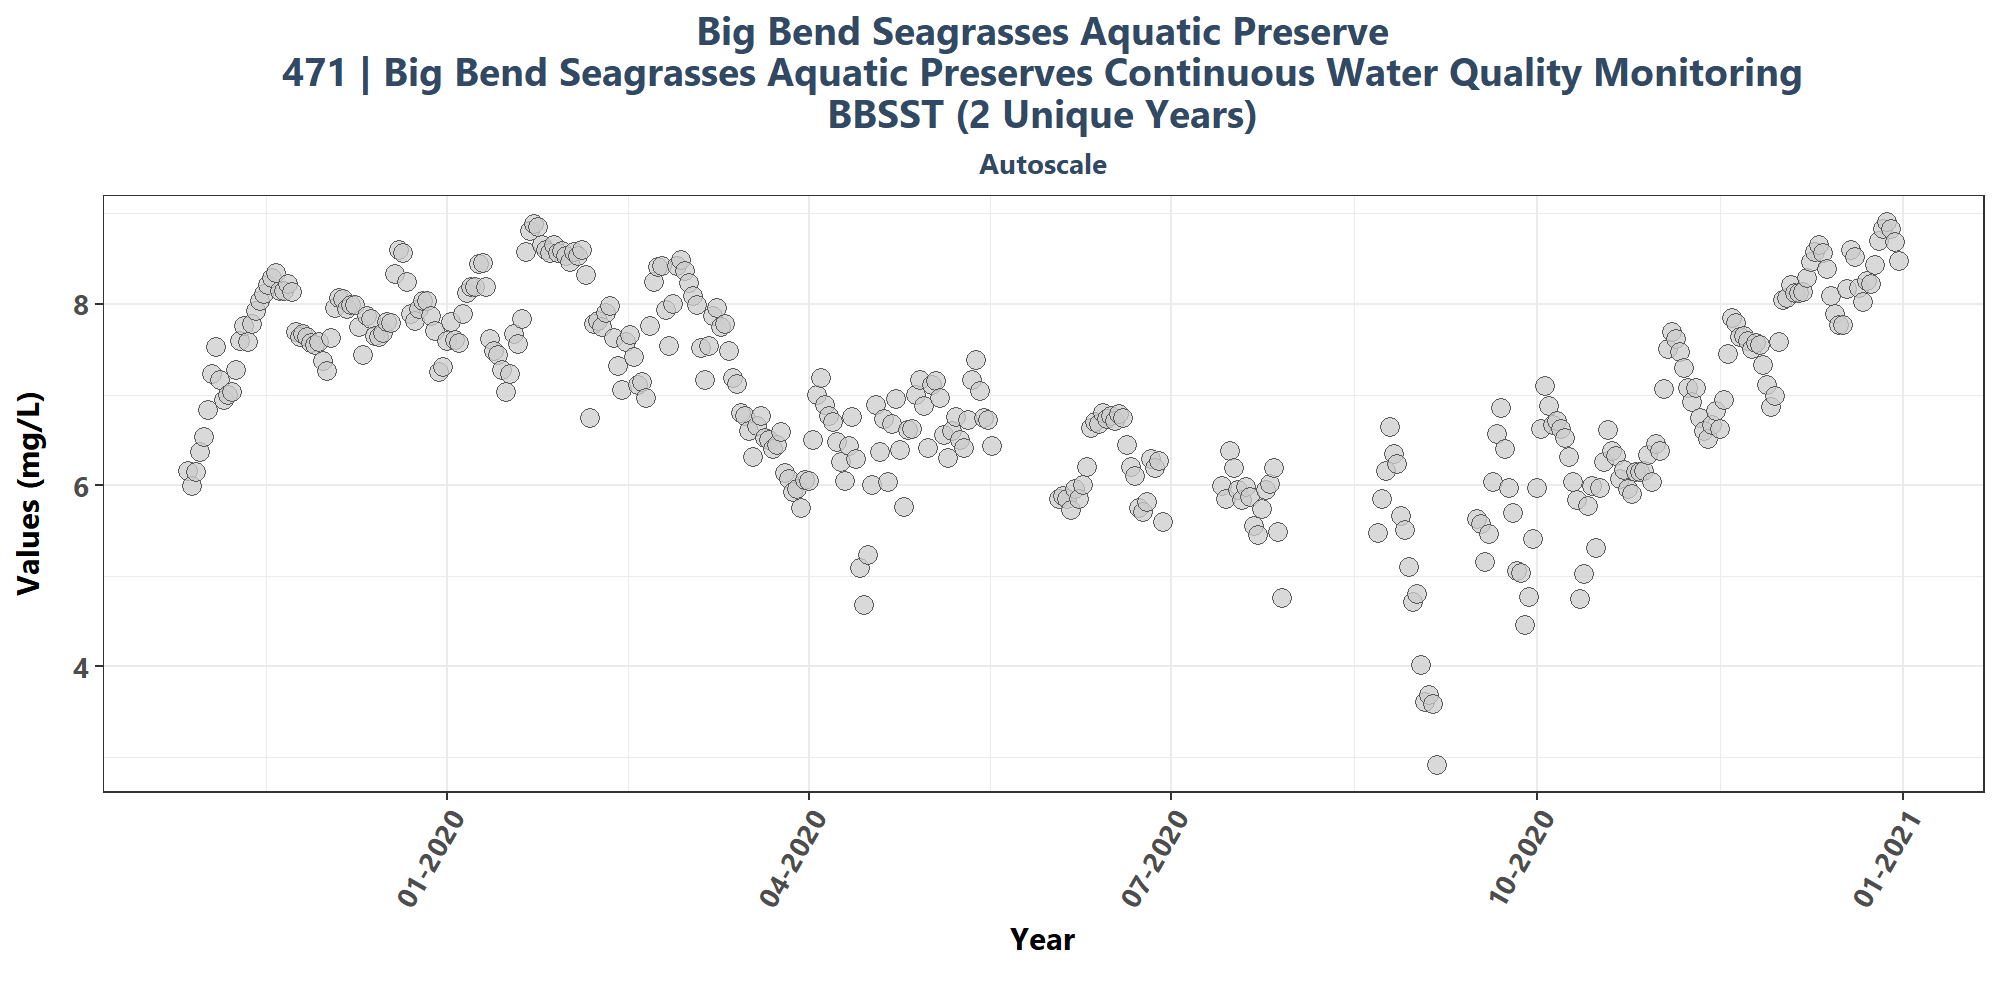 Big Bend Seagrasses Aquatic Preserve
471 | Big Bend Seagrasses Aquatic Preserves Continuous Water Quality Monitoring
BBSST (2 Unique Years)
Autoscale
Values (mg/L)
8
6
4
01-2020
04-2020
07-2020
10-2020
01-2021
Year